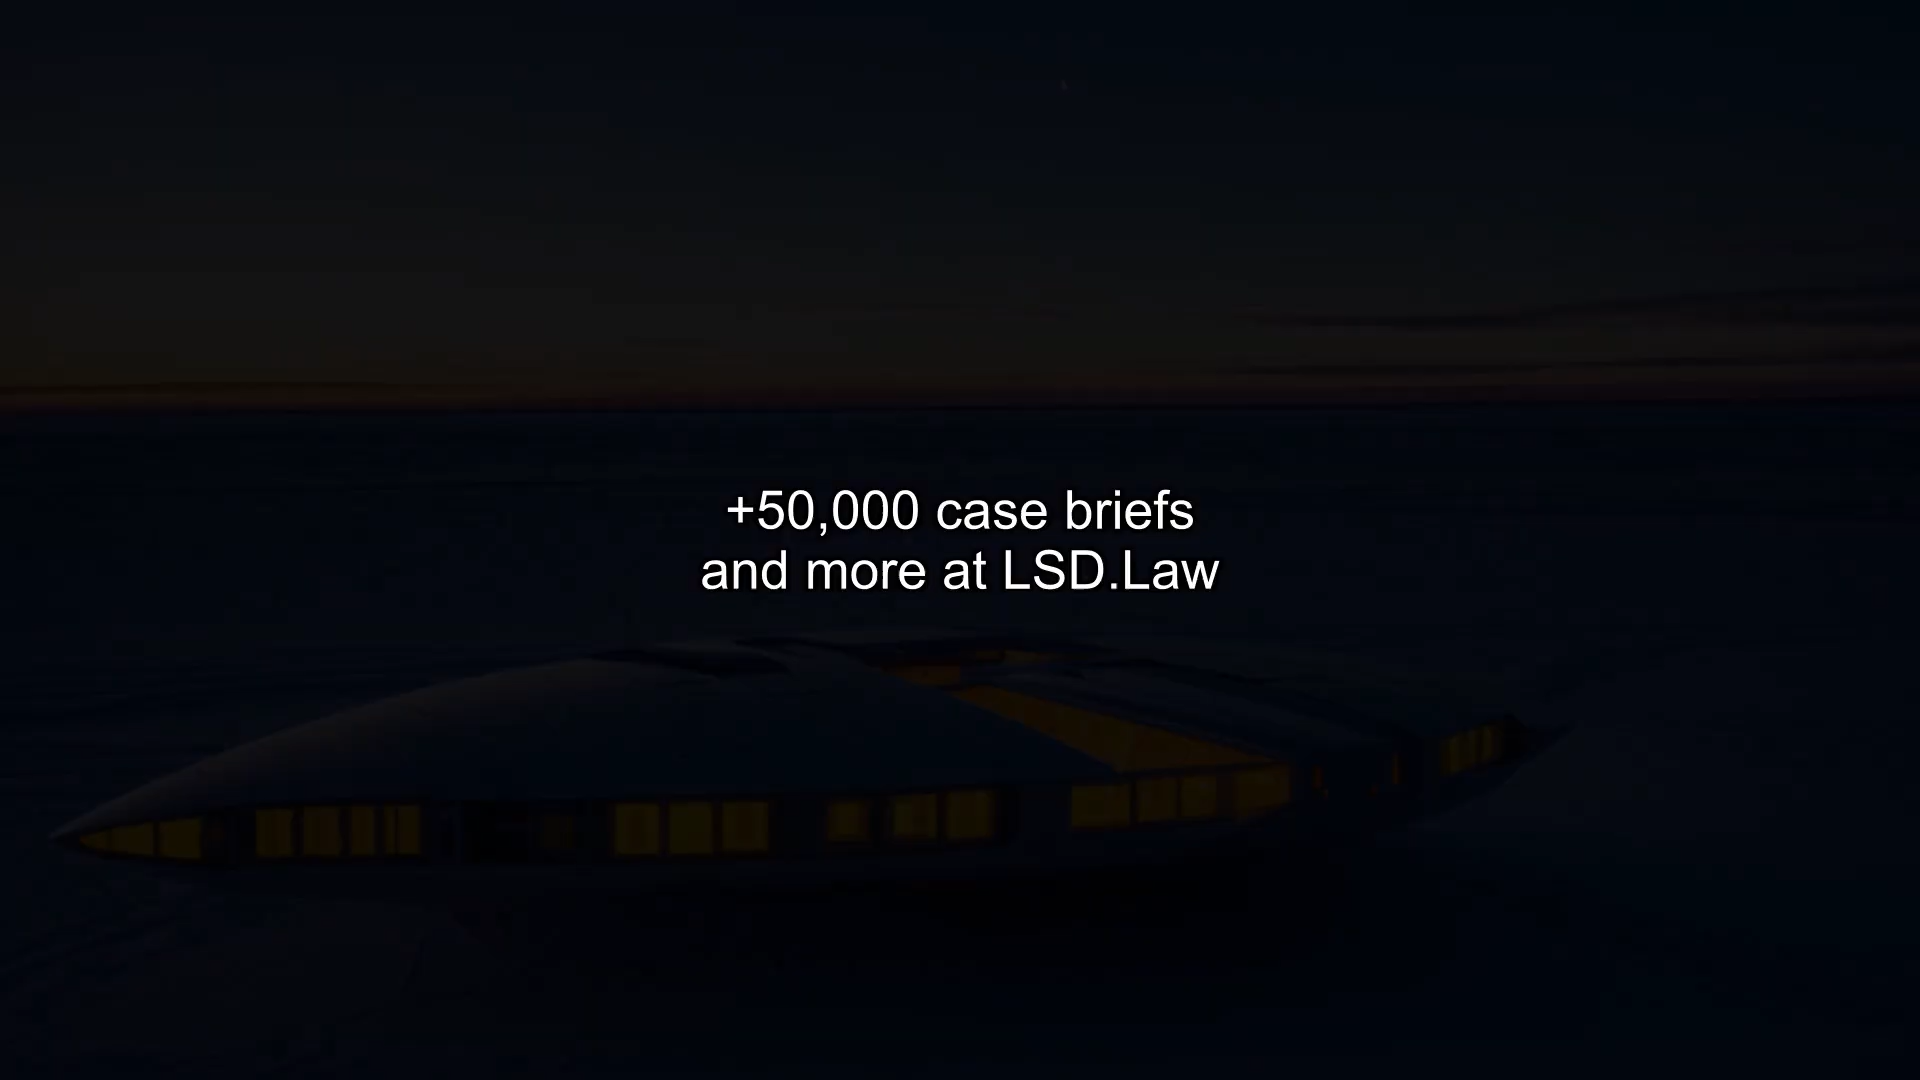 +50,000 case briefs
and more at LSD.Law